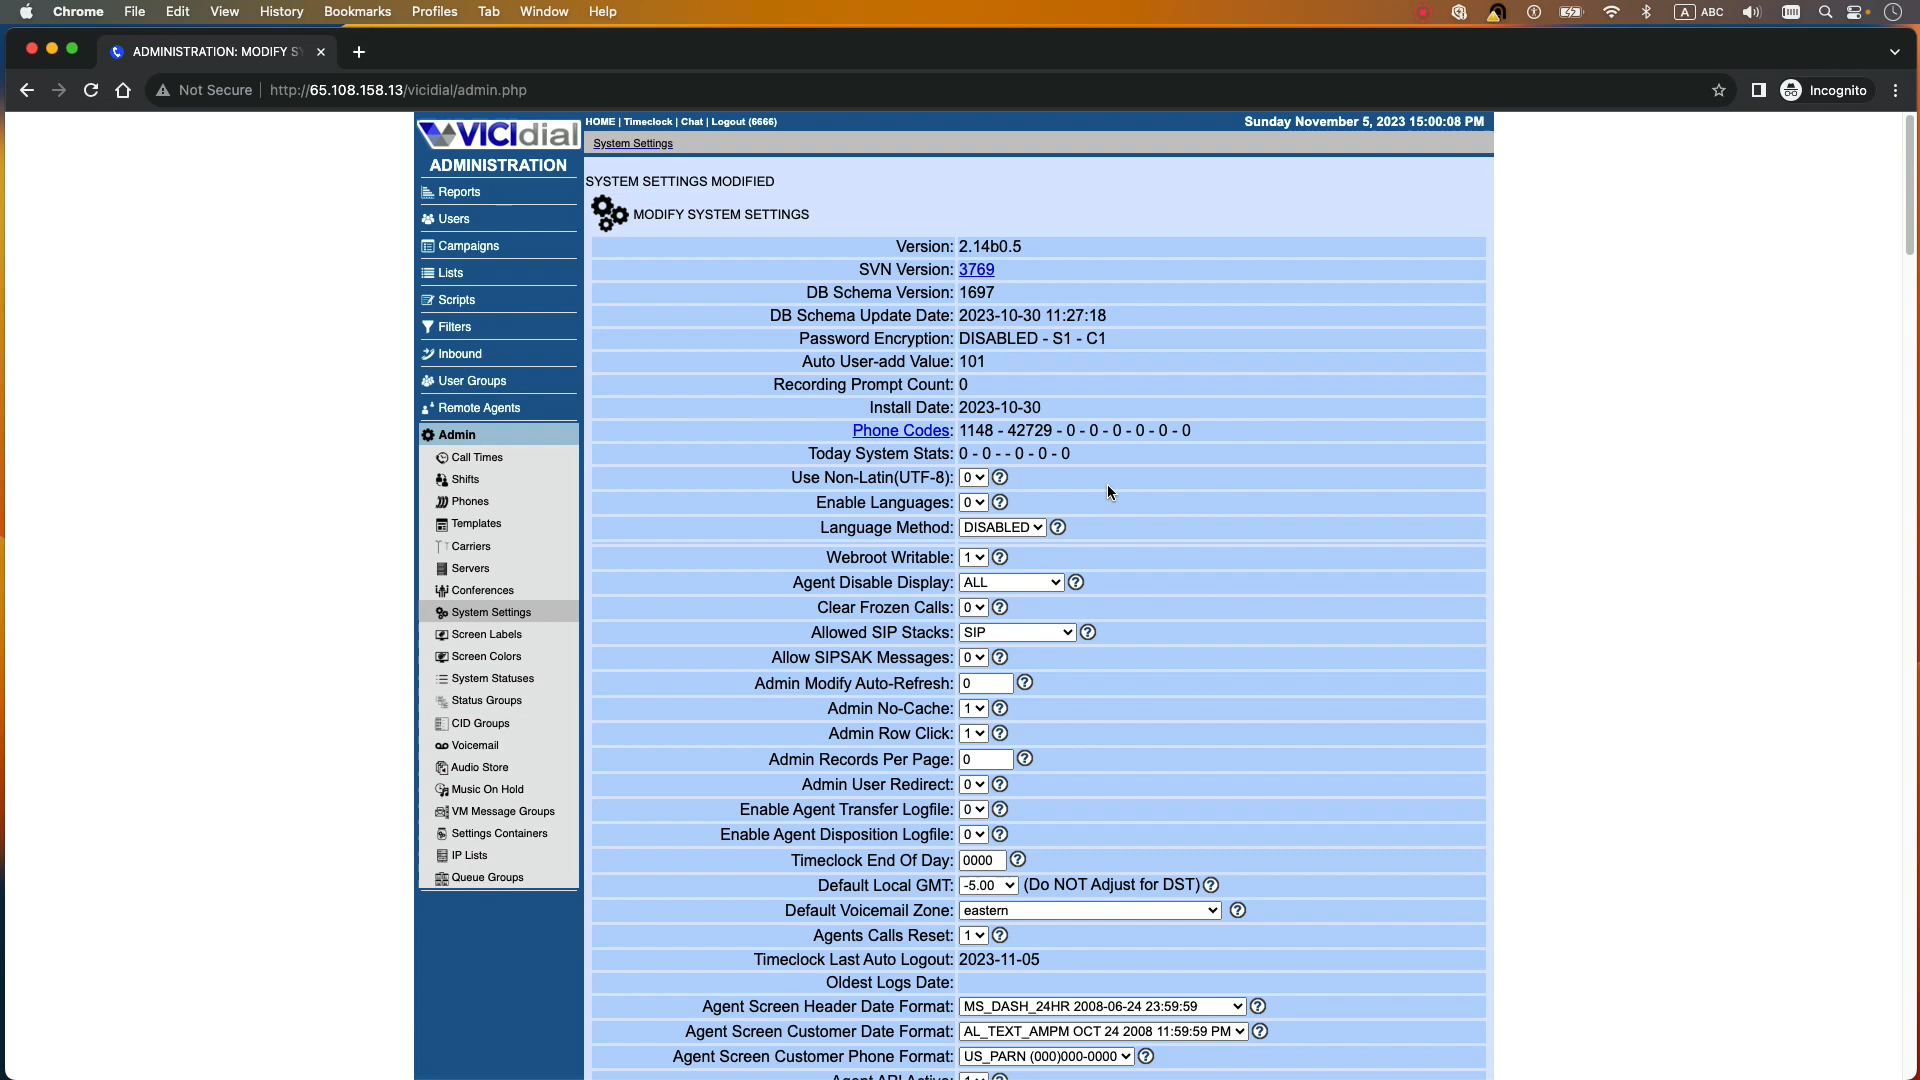 Chrome File Edit View History Bookmarks Profiles Tab Window Help A ABC
ADMINISTRATION: MODIFY S
Not Secure http://65.108.158.13/vicidial/admin.php Incognito
VICIdial HOME | Timeclock | Chat | Logout (6666) Sunday November 5, 2023 15:00:08 PM
System Settings
ADMINISTRATION
Reports
Users
Campaigns
Lists
Scripts
Filters
Inbound
User Groups
Remote Agents
Admin
Call Times
Shifts
Phones
Templates
Carriers
Servers
Conferences
System Settings
Screen Labels
Screen Colors
System Statuses
Status Groups
CID Groups
Voicemail
Audio Store
Music On Hold
VM Message Groups
Settings Containers
IP Lists
Queue Groups
SYSTEM SETTINGS MODIFIED
MODIFY SYSTEM SETTINGS
Version: 2.14b0.5
SVN Version: 3769
DB Schema Version: 1697
DB Schema Update Date: 2023-10-30 11:27:18
Password Encryption: DISABLED - S1 - C1
Auto User-add Value: 101
Recording Prompt Count: 0
Install Date: 2023-10-30
Phone Codes: 1148 - 42729 - 0 - 0 - 0 - 0 - 0 - 0
Today System Stats: 0 - 0 - - 0 - 0 - 0
Use Non-Latin(UTF-8): 0 ?
Enable Languages: 0 ?
Language Method: DISABLED ?
Webroot Writable: 1 ?
Agent Disable Display: ALL ?
Clear Frozen Calls: 0 ?
Allowed SIP Stacks: SIP ?
Allow SIPSAK Messages: 0 ?
Admin Modify Auto-Refresh: 0 ?
Admin No-Cache: 1 ?
Admin Row Click: 1 ?
Admin Records Per Page: 0 ?
Admin User Redirect: 0 ?
Enable Agent Transfer Logfile: 0 ?
Enable Agent Disposition Logfile: 0 ?
Timeclock End Of Day: 0000 ?
Default Local GMT: -5.00 (Do NOT Adjust for DST) ?
Default Voicemail Zone: eastern ?
Agents Calls Reset: 1 ?
Timeclock Last Auto Logout: 2023-11-05
Oldest Logs Date:
Agent Screen Header Date Format: MS_DASH_24HR 2008-06-24 23:59:59 ?
Agent Screen Customer Date Format: AL_TEXT_AMPM OCT 24 2008 11:59:59 PM ?
Agent Screen Customer Phone Format: US_PARN (000)000-0000 ?
Agent API Active: